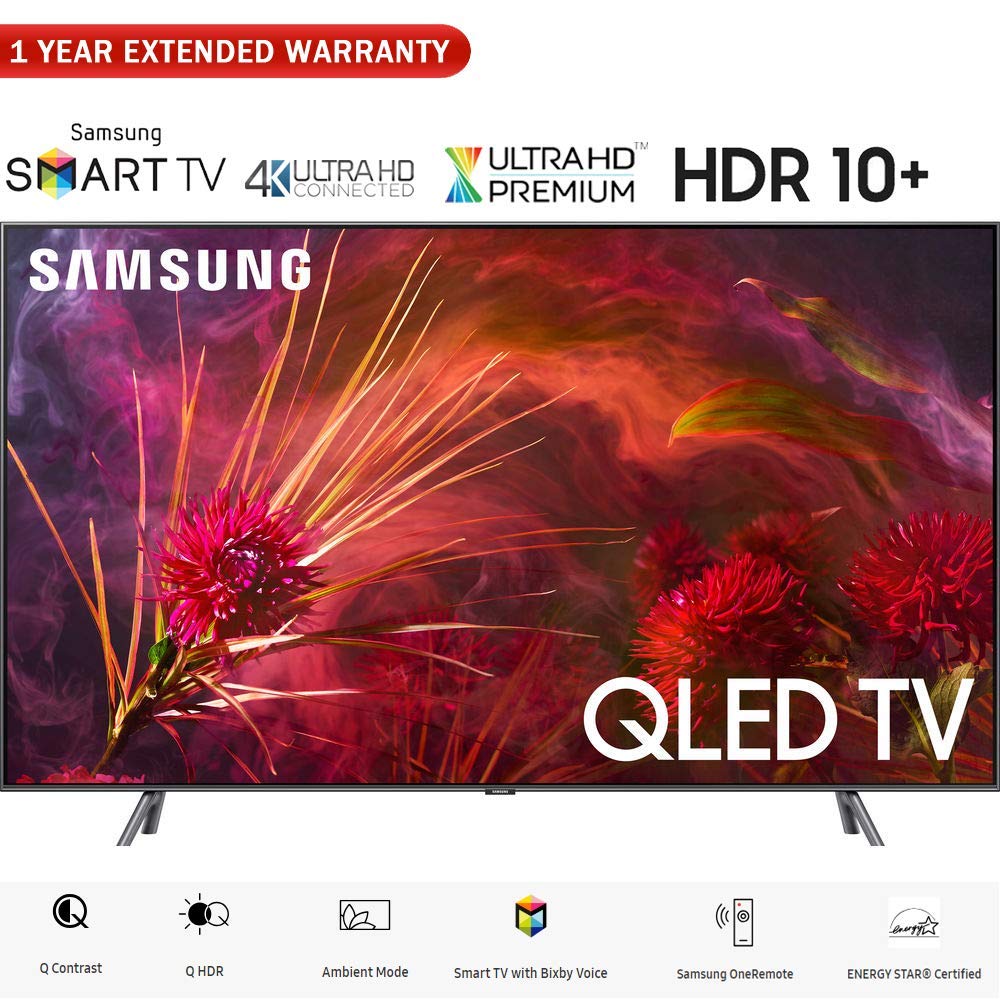 1 YEAR EXTENDED WARRANTY
Samsung
SMART TV
4K ULTRA HD
CONNECTED
ULTRA HD™
PREMIUM
HDR 10+
SAMSUNG
QLED TV
SAMSUNG
Q Contrast
Q HDR
Ambient Mode
Smart TV with Bixby Voice
Samsung OneRemote
energy
ENERGY STAR® Certified